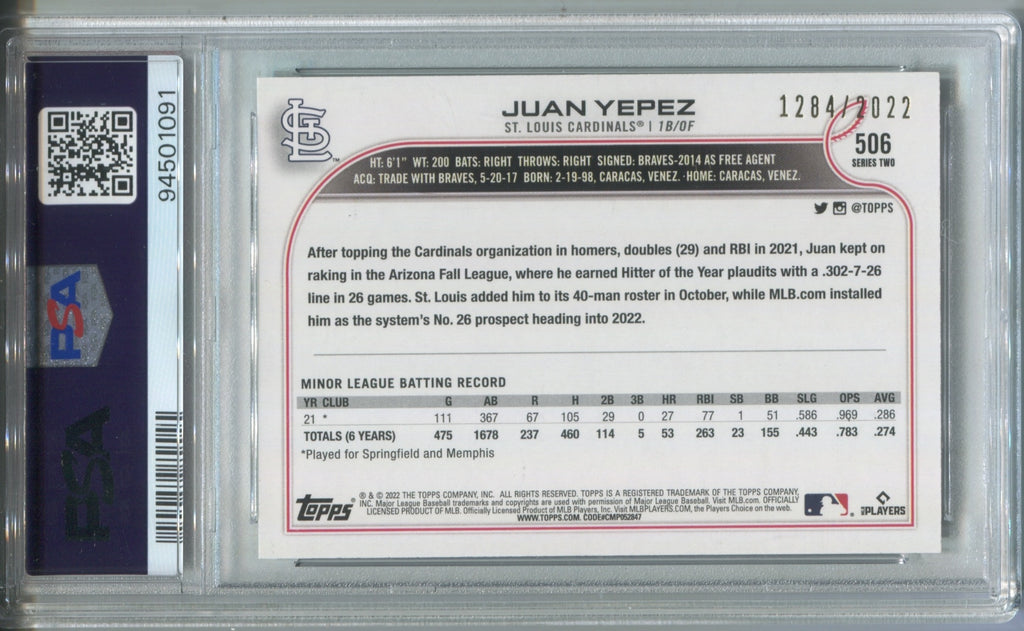 94501091
PSA
PSA
JUAN YEPEZ
ST. LOUIS CARDINALS® | 1B/OF
1284/2022
506
SERIES TWO
HT: 6'1" WT: 200 BATS: RIGHT THROWS: RIGHT SIGNED: BRAVES-2014 AS FREE AGENT
ACQ: TRADE WITH BRAVES, 5-20-17 BORN: 2-19-98, CARACAS, VENEZ. HOME: CARACAS, VENEZ.
@TOPPS
After topping the Cardinals organization in homers, doubles (29) and RBI in 2021, Juan kept on
raking in the Arizona Fall League, where he earned Hitter of the Year plaudits with a .302-7-26
line in 26 games. St. Louis added him to its 40-man roster in October, while MLB.com installed
him as the system's No. 26 prospect heading into 2022.
MINOR LEAGUE BATTING RECORD
YR CLUB G AB R H 2B 3B HR RBI SB BB SLG OPS AVG
21 * 111 367 67 105 29 0 27 77 1 51 .586 .969 .286
TOTALS (6 YEARS) 475 1678 237 460 114 5 53 263 23 155 .443 .783 .274
*Played for Springfield and Memphis
Topps®
® & © 2022 THE TOPPS COMPANY, INC. ALL RIGHTS RESERVED. TOPPS IS A REGISTERED TRADEMARK OF THE TOPPS COMPANY,
INC. Major League Baseball trademarks and copyrights are used with permission of Major League Baseball. Visit MLB.com. OFFICIALLY
LICENSED PRODUCT OF MLB. Officially Licensed Product of MLB Players, Inc. Visit MLBPLAYERS.COM, the Players Choice on the web.
WWW.TOPPS.COM. CODE#CMP052847
PLAYERS